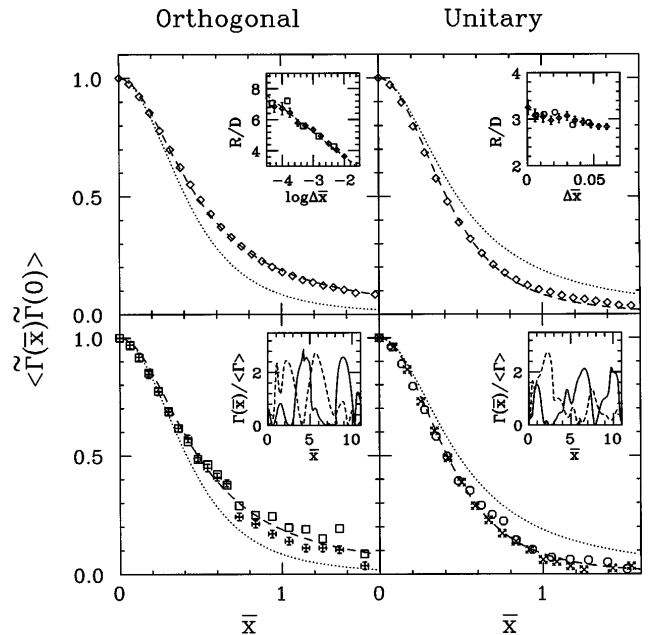 Orthogonal
Unitary
<Γ̃(x̄)Γ̃(0)>
1.0
0.5
0.0
R/D
8
6
4
−4
−3
−2
logΔx̄
R/D
4
3
2
0
0.05
Δx̄
1.0
0.5
0.0
Γ(x̄)/<Γ>
2
0
0
5
10
x̄
Γ(x̄)/<Γ>
2
0
0
5
10
x̄
0
1
0
1
x̄
x̄